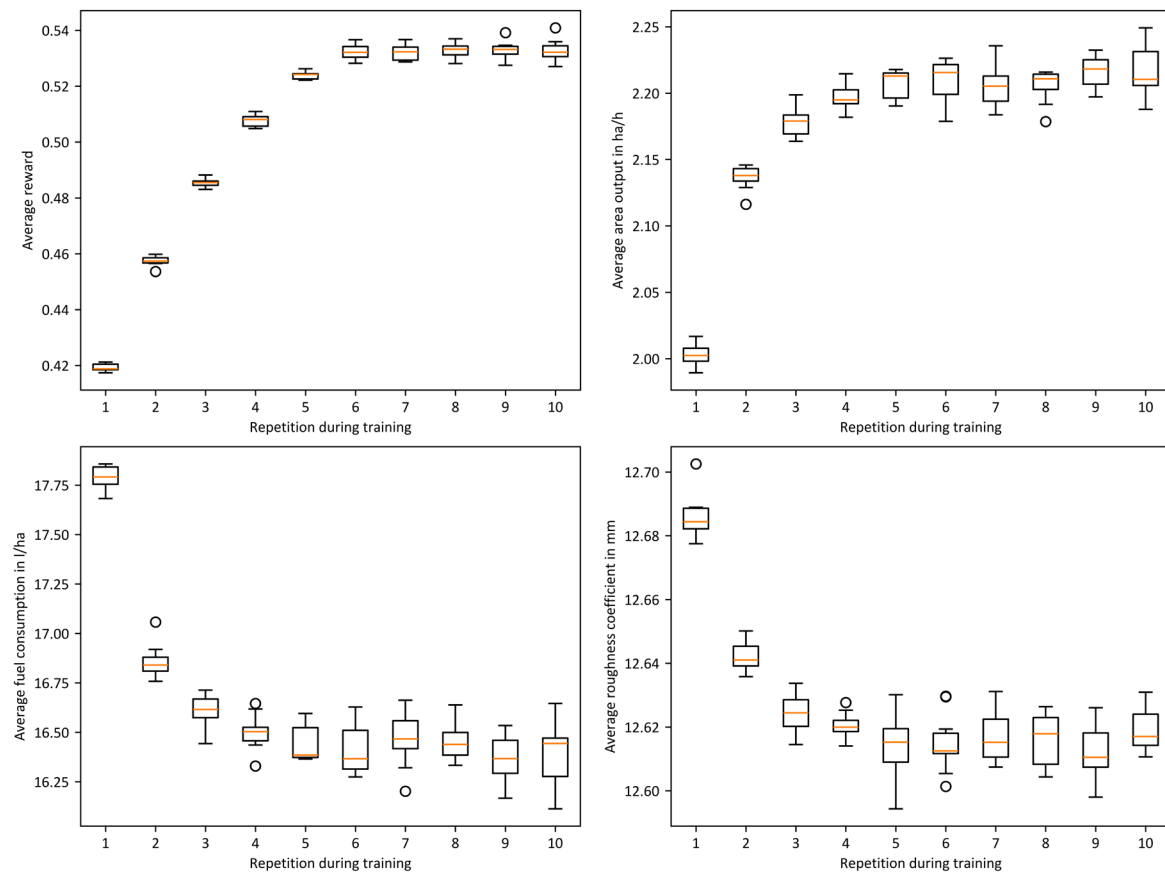 Average reward
0.54
0.52
0.50
0.48
0.46
0.44
0.42
1 2 3 4 5 6 7 8 9 10
Repetition during training
Average area output in ha/h
2.25
2.20
2.15
2.10
2.05
2.00
1 2 3 4 5 6 7 8 9 10
Repetition during training
Average fuel consumption in l/ha
17.75
17.50
17.25
17.00
16.75
16.50
16.25
1 2 3 4 5 6 7 8 9 10
Repetition during training
Average roughness coefficient in mm
12.70
12.68
12.66
12.64
12.62
12.60
1 2 3 4 5 6 7 8 9 10
Repetition during training